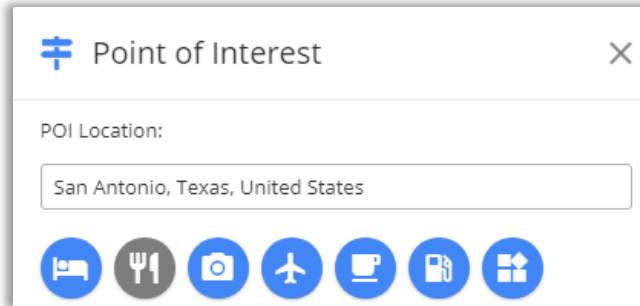 Point of Interest
POI Location:
San Antonio, Texas, United States